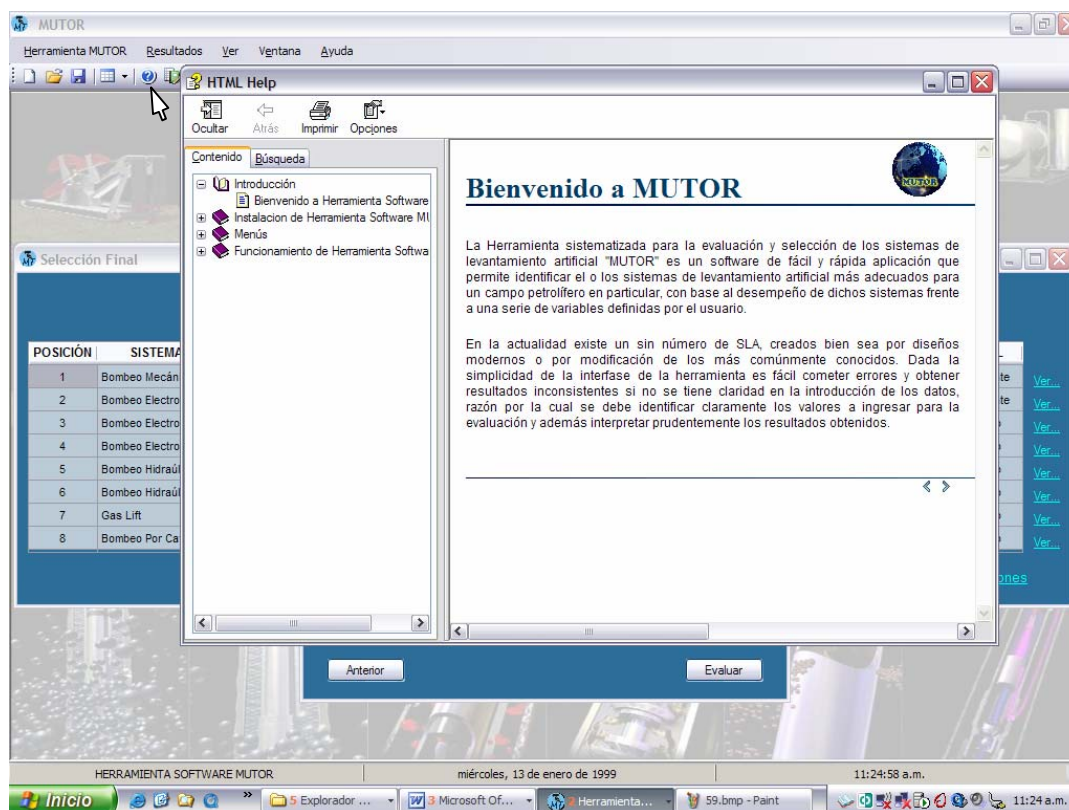 MUTOR
Herramienta MUTOR Resultados Ver Ventana Ayuda
HTML Help
Ocultar Atrás Imprimir Opciones
Contenido Búsqueda
Introducción
Bienvenido a Herramienta Software
Instalacion de Herramienta Software
Menús
Funcionamiento de Herramienta
Bienvenido a MUTOR
MUTOR
La Herramienta sistematizada para la evaluación y selección de los sistemas de
levantamiento artificial "MUTOR" es un software de fácil y rápida aplicación que
permite identificar el o los sistemas de levantamiento artificial más adecuados para
un campo petrolífero en particular, con base al desempeño de dichos sistemas frente
a una serie de variables definidas por el usuario.
En la actualidad existe un sin número de SLA, creados bien sea por diseños
modernos o por modificación de los más comúnmente conocidos. Dada la
simplicidad de la interfase de la herramienta es fácil cometer errores y obtener
resultados inconsistentes si no se tiene claridad en la introducción de los datos,
razón por la cual se debe identificar claramente los valores a ingresar para la
evaluación y además interpretar prudentemente los resultados obtenidos.
Selección Final
POSICIÓN SISTEMA
1 Bombeo Mecán te Ver...
2 Bombeo Electro te Ver...
3 Bombeo Electro Ver...
4 Bombeo Electro Ver...
5 Bombeo Hidraúl Ver...
6 Bombeo Hidraúl Ver...
7 Gas Lift Ver...
8 Bombeo Por Ca Ver...
ones
Anterior Evaluar
HERRAMIENTA SOFTWARE MUTOR miércoles, 13 de enero de 1999 11:24:58 a.m.
Inicio 5 Explorador ... 3 Microsoft Of... 2 Herramienta... 59.bmp - Paint 11:24 a.m.